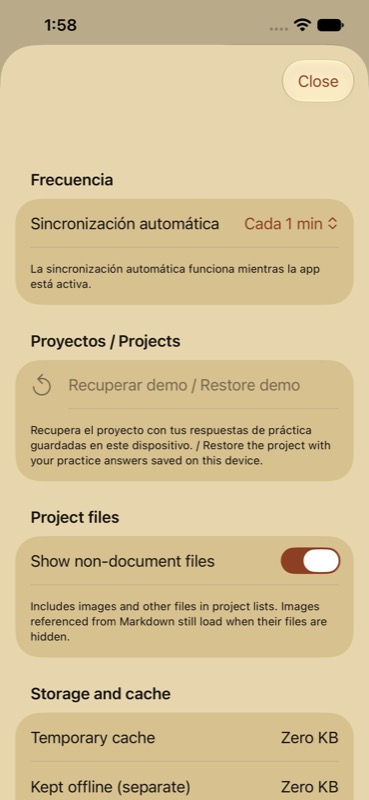 1:58
Close
Frecuencia
Sincronización automática Cada 1 min
La sincronización automática funciona mientras la app
está activa.
Proyectos / Projects
Recuperar demo / Restore demo
Recupera el proyecto con tus respuestas de práctica
guardadas en este dispositivo. / Restore the project with
your practice answers saved on this device.
Project files
Show non-document files
Includes images and other files in project lists. Images
referenced from Markdown still load when their files are
hidden.
Storage and cache
Temporary cache Zero KB
Kept offline (separate) Zero KB